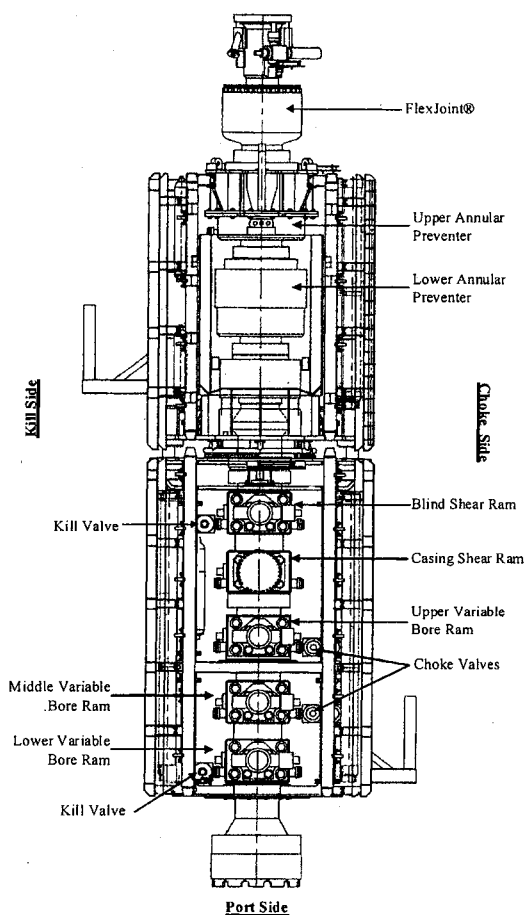 FlexJoint®
Upper Annular
Preventer
Lower Annular
Preventer
Kill Side
Choke Side
Blind Shear Ram
Kill Valve
Casing Shear Ram
Upper Variable
Bore Ram
Choke Valves
Middle Variable
.Bore Ram
Lower Variable
Bore Ram
Kill Valve
Port Side